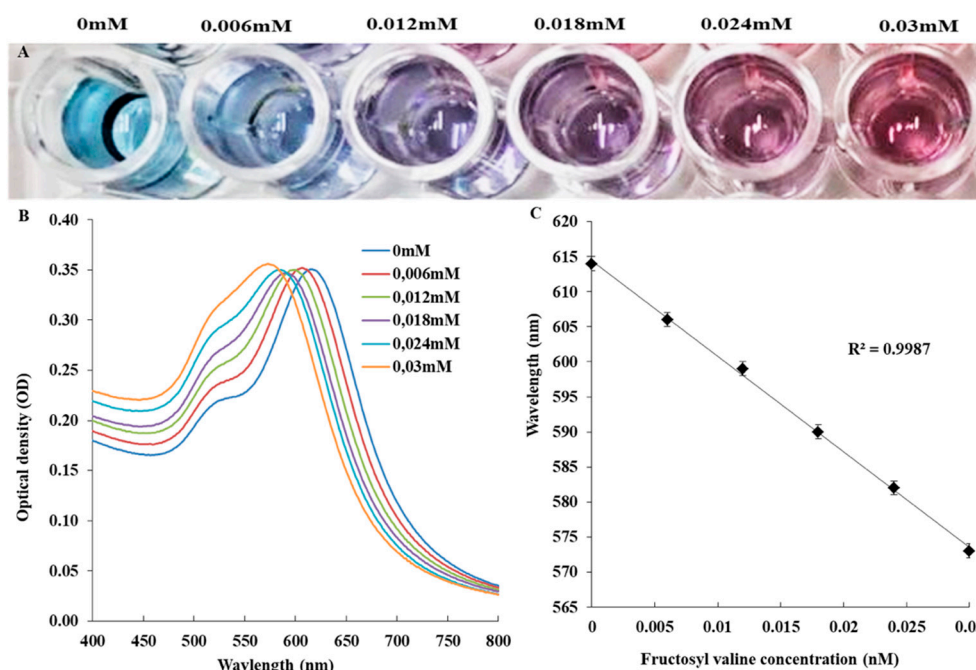 0mM 0.006mM 0.012mM 0.018mM 0.024mM 0.03mM
A
B
0.40
0.35
0.30
0.25
0.20
0.15
0.10
0.05
0.00
Optical density (OD)
400 450 500 550 600 650 700 750 800
Wavlength (nm)
0mM
0,006mM
0,012mM
0,018mM
0,024mM
0,03mM
C
620
615
610
605
600
595
590
585
580
575
570
565
Wavelength (nm)
R² = 0.9987
0 0.005 0.01 0.015 0.02 0.025 0.0
Fructosyl valine concentration (nM)